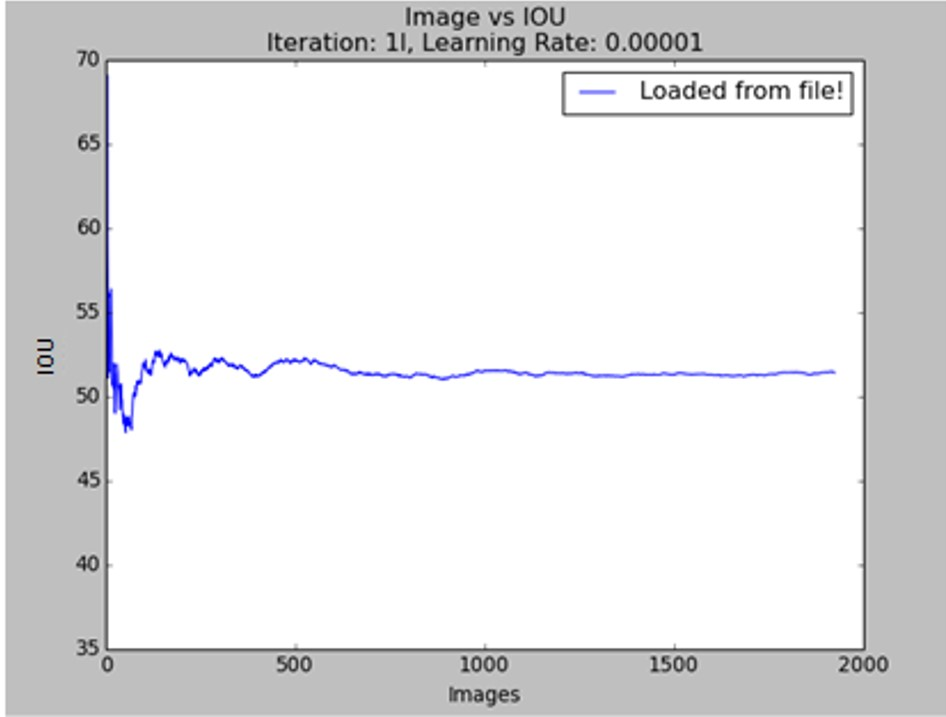 Image vs IOU
Iteration: 1l, Learning Rate: 0.00001
Loaded from file!
70
65
60
55
50
45
40
35
IOU
0 500 1000 1500 2000
Images